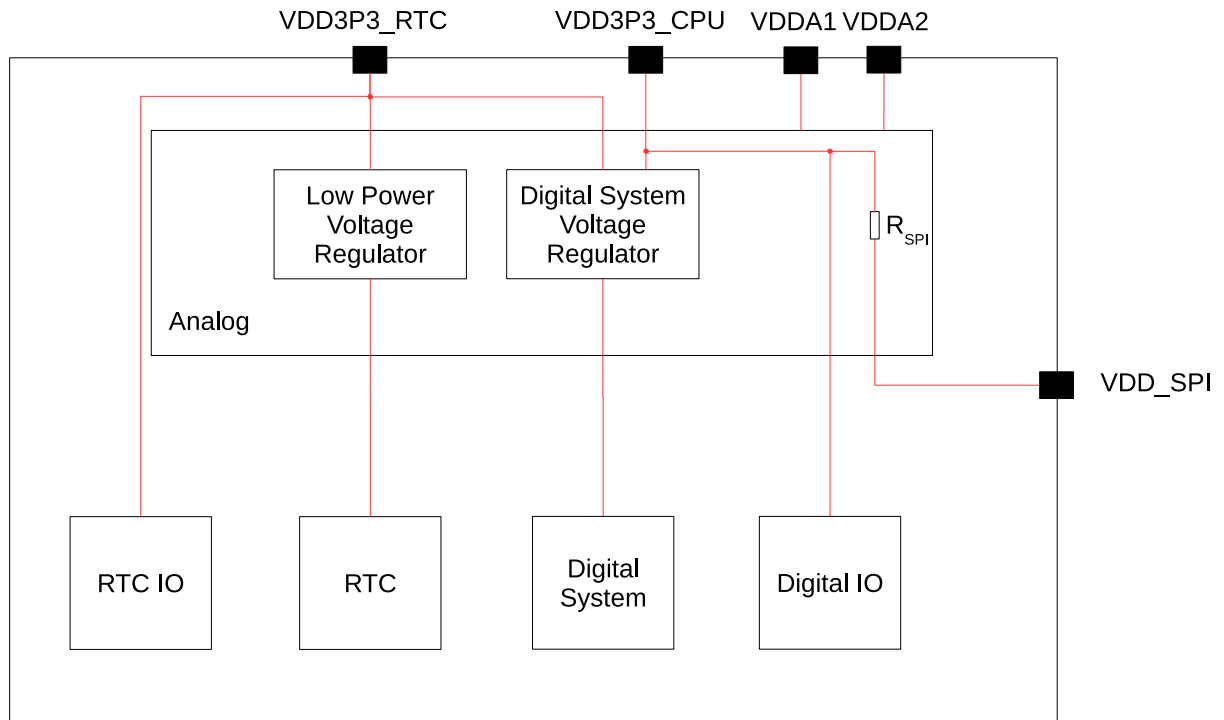 VDD3P3_RTC
VDD3P3_CPU
VDDA1
VDDA2
Low Power
Voltage
Regulator
Digital System
Voltage
Regulator
RSPI
Analog
VDD_SPI
RTC IO
RTC
Digital
System
Digital IO